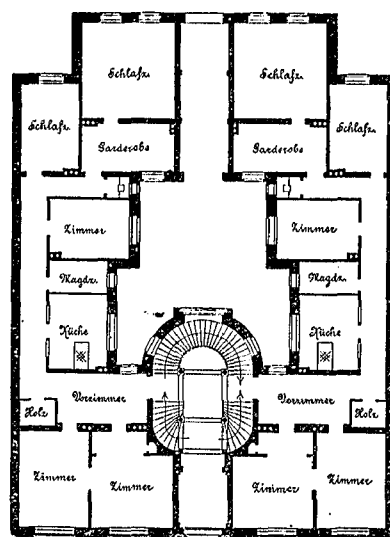 Schlafz.
Schlafz.
Schlafz.
Schlafz.
Garderobe
Garderobe
Zimmer
Zimmer
Magdz.
Magdz.
Küche
Küche
Vorzimmer
Vorzimmer
Holz
Holz
Zimmer
Zimmer
Zimmer
Zimmer